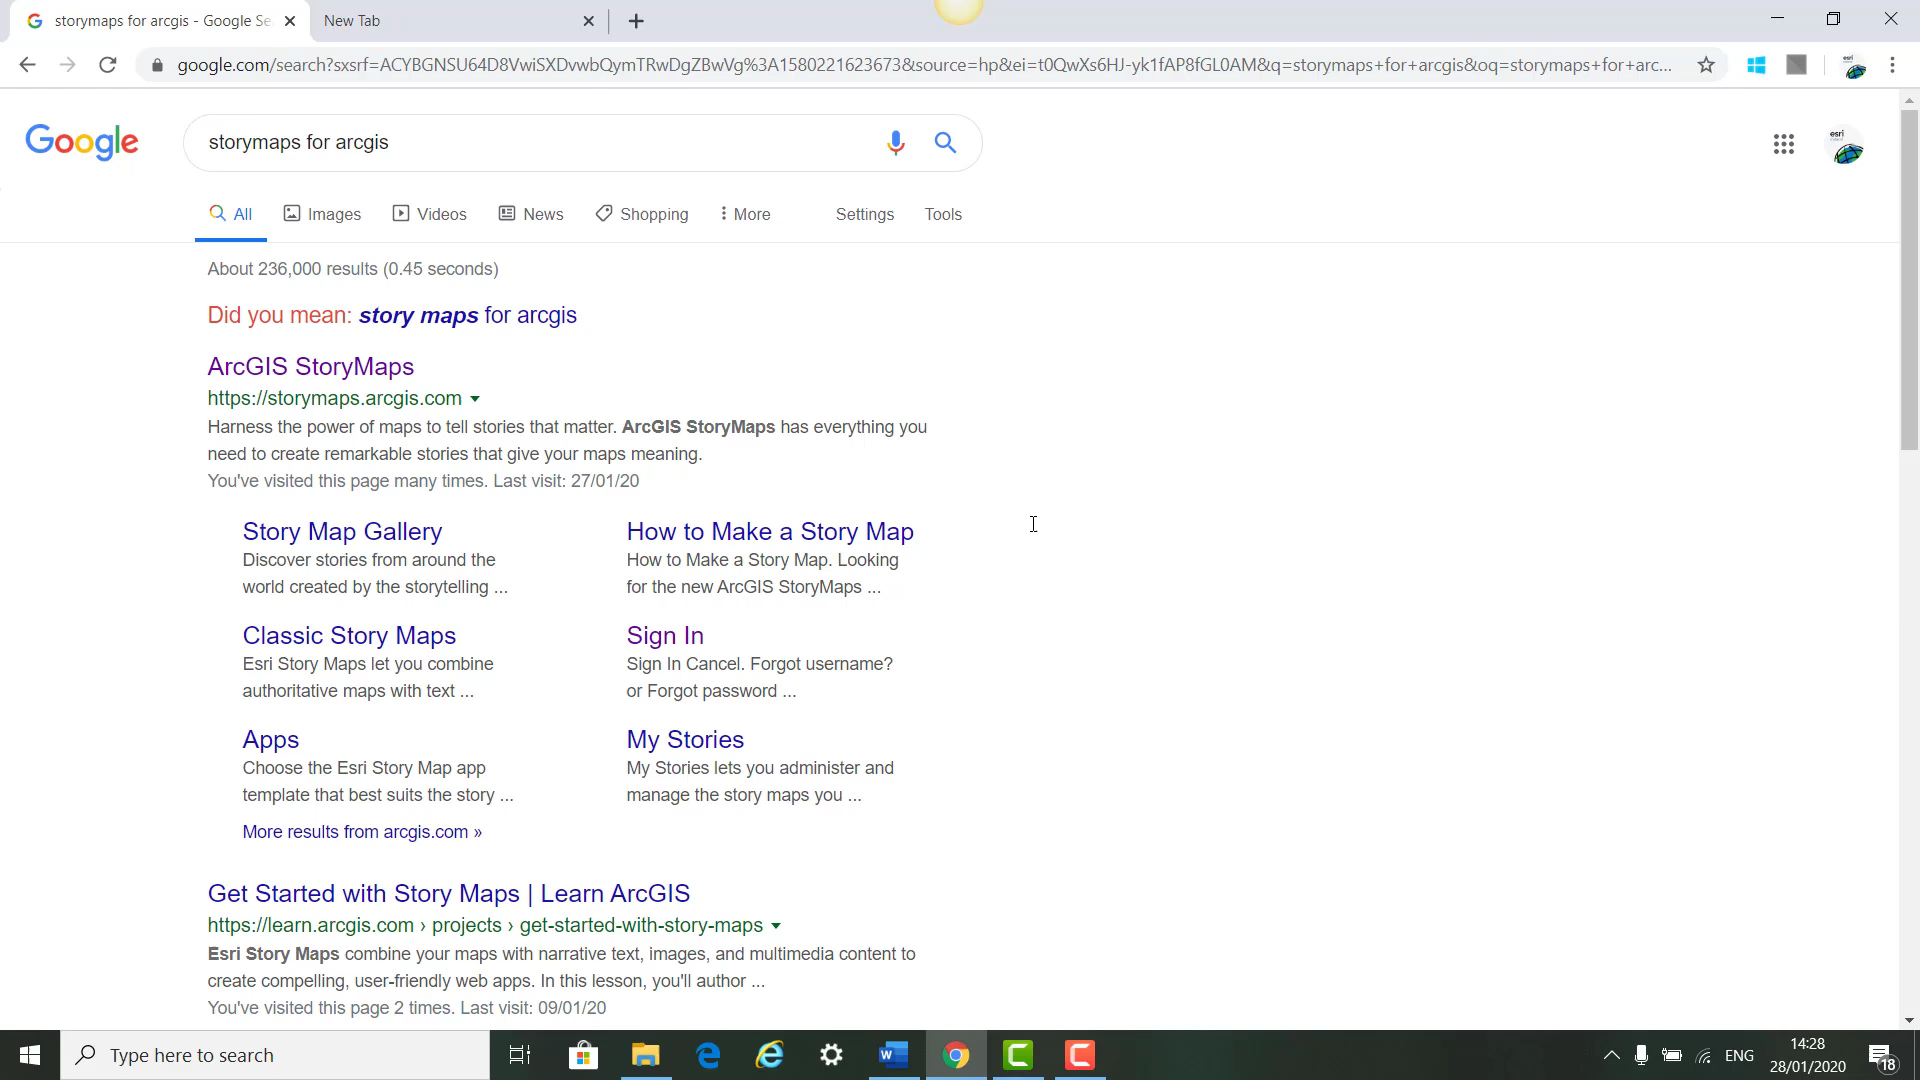 storymaps for arcgis - Google Se
New Tab
google.com/search?sxsrf=ACYBGNSU64D8VwiSXDvwbQymTRwDgZBwVg%3A1580221623673&source=hp&ei=t0QwXs6HJ-yk1fAP8fGL0AM&q=storymaps+for+arcgis&oq=storymaps+for+arc...
esri
Google
storymaps for arcgis
esri
All
Images
Videos
News
Shopping
More
Settings
Tools
About 236,000 results (0.45 seconds)
Did you mean: story maps for arcgis
ArcGIS StoryMaps
https://storymaps.arcgis.com
Harness the power of maps to tell stories that matter. ArcGIS StoryMaps has everything you
need to create remarkable stories that give your maps meaning.
You've visited this page many times. Last visit: 27/01/20
Story Map Gallery
Discover stories from around the
world created by the storytelling ...
How to Make a Story Map
How to Make a Story Map. Looking
for the new ArcGIS StoryMaps ...
Classic Story Maps
Esri Story Maps let you combine
authoritative maps with text ...
Sign In
Sign In Cancel. Forgot username?
or Forgot password ...
Apps
Choose the Esri Story Map app
template that best suits the story ...
My Stories
My Stories lets you administer and
manage the story maps you ...
More results from arcgis.com »
Get Started with Story Maps | Learn ArcGIS
https://learn.arcgis.com › projects › get-started-with-story-maps
Esri Story Maps combine your maps with narrative text, images, and multimedia content to
create compelling, user-friendly web apps. In this lesson, you'll author ...
You've visited this page 2 times. Last visit: 09/01/20
Type here to search
W
ENG
14:28
28/01/2020
18